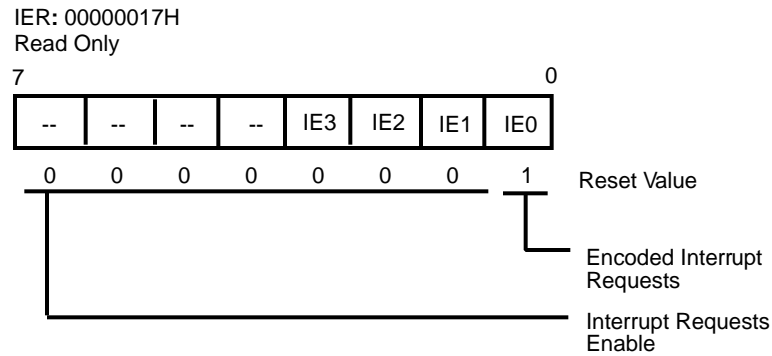 IER: 00000017H
Read Only
7 0
-- -- -- -- IE3 IE2 IE1 IE0
0 0 0 0 0 0 0 1 Reset Value
Encoded Interrupt
Requests
Interrupt Requests
Enable